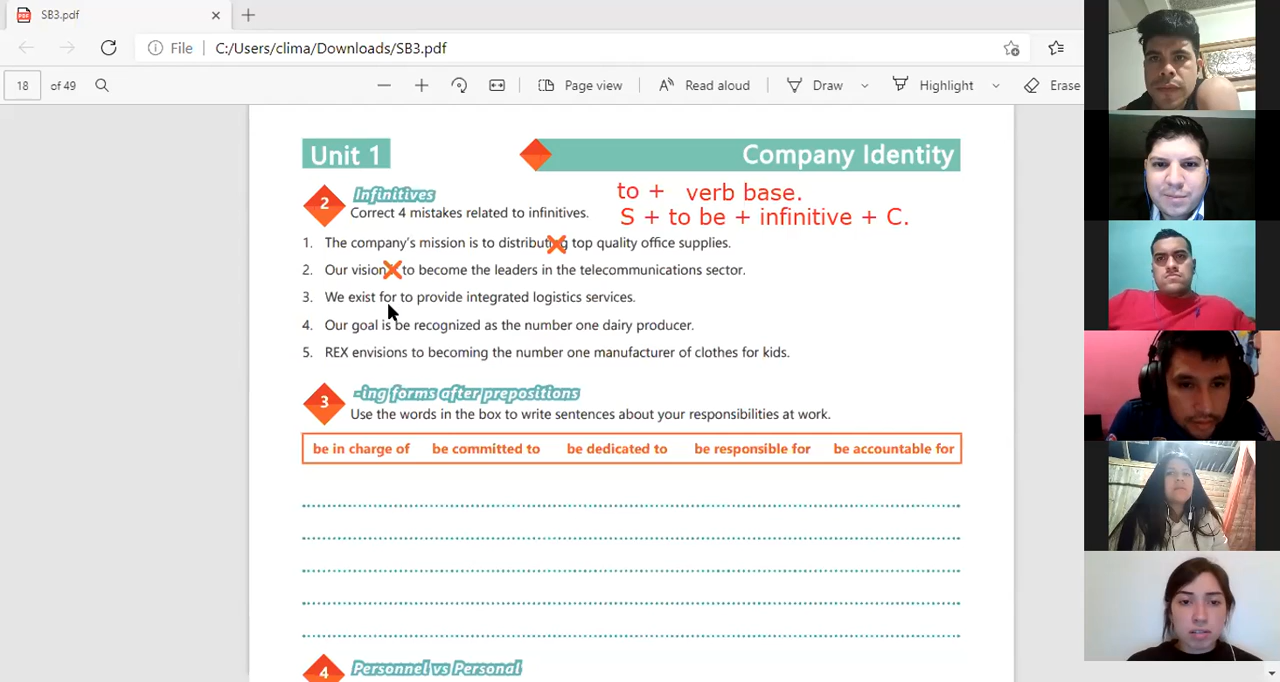 SB3.pdf
File C:/Users/clima/Downloads/SB3.pdf
18 of 49 Page view Read aloud Draw Highlight Erase
Unit 1 Company Identity
2 Infinitives to + verb base.
Correct 4 mistakes related to infinitives. S + to be + infinitive + C.
1. The company's mission is to distributing top quality office supplies.
2. Our vision to become the leaders in the telecommunications sector.
3. We exist for to provide integrated logistics services.
4. Our goal is be recognized as the number one dairy producer.
5. REX envisions to becoming the number one manufacturer of clothes for kids.
3 -ing forms after prepositions
Use the words in the box to write sentences about your responsibilities at work.
be in charge of be committed to be dedicated to be responsible for be accountable for
4 Personnel vs Personal